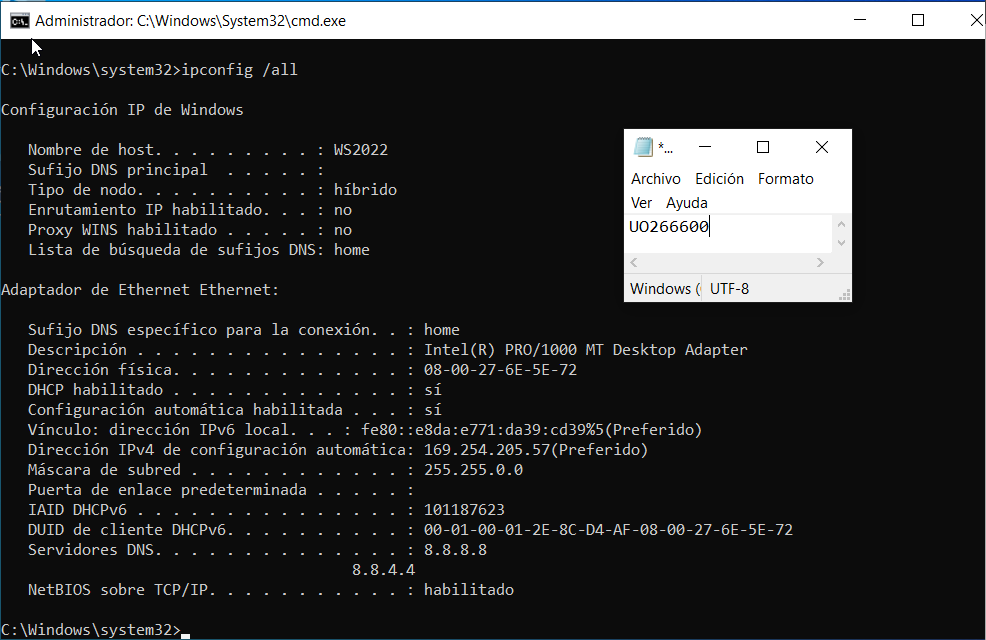 Administrador: C:\Windows\System32\cmd.exe
C:\Windows\system32>ipconfig /all
Configuración IP de Windows
Nombre de host. . . . . . . . . : WS2022
Sufijo DNS principal  . . . . . :
Tipo de nodo. . . . . . . . . . : híbrido
Enrutamiento IP habilitado. . . : no
Proxy WINS habilitado . . . . . : no
Lista de búsqueda de sufijos DNS: home
Adaptador de Ethernet Ethernet:
Sufijo DNS específico para la conexión. . : home
Descripción . . . . . . . . . . . . . . . : Intel(R) PRO/1000 MT Desktop Adapter
Dirección física. . . . . . . . . . . . . : 08-00-27-6E-5E-72
DHCP habilitado . . . . . . . . . . . . . : sí
Configuración automática habilitada . . . : sí
Vínculo: dirección IPv6 local. . . : fe80::e8da:e771:da39:cd39%5(Preferido)
Dirección IPv4 de configuración automática: 169.254.205.57(Preferido)
Máscara de subred . . . . . . . . . . . . : 255.255.0.0
Puerta de enlace predeterminada . . . . . :
IAID DHCPv6 . . . . . . . . . . . . . . . : 101187623
DUID de cliente DHCPv6. . . . . . . . . . : 00-01-00-01-2E-8C-D4-AF-08-00-27-6E-5E-72
Servidores DNS. . . . . . . . . . . . . . : 8.8.8.8
8.8.4.4
NetBIOS sobre TCP/IP. . . . . . . . . . . : habilitado
C:\Windows\system32>
*...
Archivo Edición Formato
Ver Ayuda
UO266600
Windows ( UTF-8